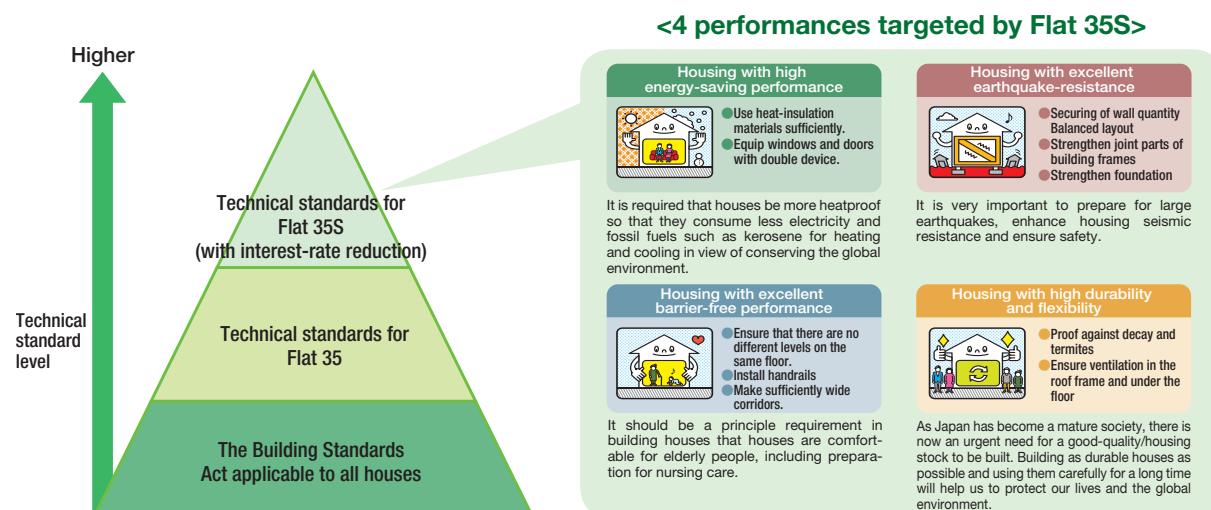 <4 performances targeted by Flat 35S>
Higher
Technical
standard
level
Technical standards for
Flat 35S
(with interest-rate reduction)
Technical standards for
Flat 35
The Building Standards
Act applicable to all houses
Housing with high
energy-saving performance
●Use heat-insulation
materials sufficiently.
●Equip windows and doors
with double device.
It is required that houses be more heatproof
so that they consume less electricity and
fossil fuels such as kerosene for heating
and cooling in view of conserving the global
environment.
Housing with excellent
earthquake-resistance
●Securing of wall quantity
Balanced layout
●Strengthen joint parts of
building frames
●Strengthen foundation
It is very important to prepare for large
earthquakes, enhance housing seismic
resistance and ensure safety.
Housing with excellent
barrier-free performance
●Ensure that there are no
different levels on the
same floor.
●Install handrails
●Make sufficiently wide
corridors.
It should be a principle requirement in
building houses that houses are comfort-
able for elderly people, including prepara-
tion for nursing care.
Housing with high durability
and flexibility
●Proof against decay and
termites
●Ensure ventilation in the
roof frame and under the
floor
As Japan has become a mature society, there is
now an urgent need for a good-quality/housing
stock to be built. Building as durable houses as
possible and using them carefully for a long time
will help us to protect our lives and the global
environment.